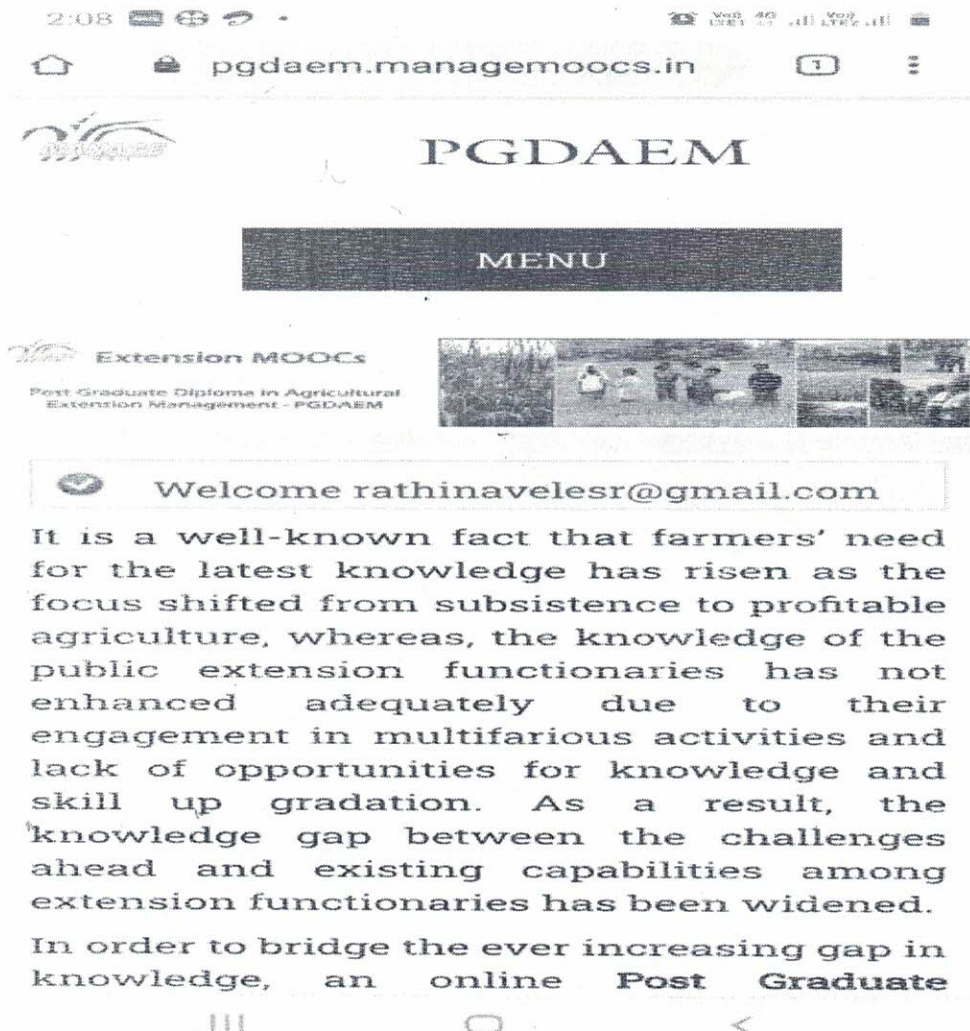 2:08
pgdaem.managemoocs.in
1
PGDAEM
MENU
Extension MOOCs
Post Graduate Diploma in Agricultural
Extension Management - PGDAEM
Welcome rathinavelesr@gmail.com
It is a well-known fact that farmers' need
for the latest knowledge has risen as the
focus shifted from subsistence to profitable
agriculture, whereas, the knowledge of the
public extension functionaries has not
enhanced adequately due to their
engagement in multifarious activities and
lack of opportunities for knowledge and
skill up gradation. As a result, the
knowledge gap between the challenges
ahead and existing capabilities among
extension functionaries has been widened.
In order to bridge the ever increasing gap in
knowledge, an online Post Graduate